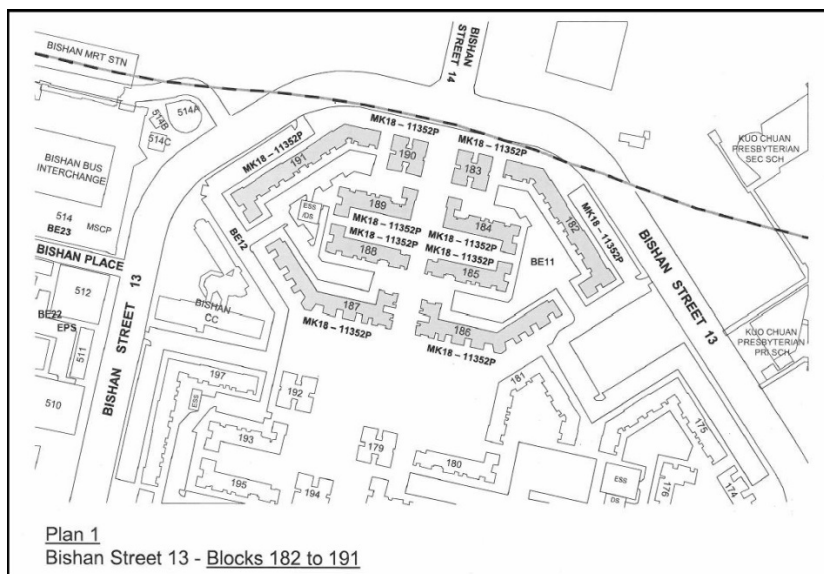 BISHAN MRT STN
BISHAN STREET 14
514A
514B
514C
MK18 – 11352P
MK18 – 11352P
MK18 – 11352P
KUO CHUAN
PRESBYTERIAN
SEC SCH
191
190
183
BISHAN BUS
INTERCHANGE
182
MK18 – 11352P
ESS
/DS
189
184
514
MSCP
BE23
BE12
MK18 – 11352P
MK18 – 11352P
MK18 – 11352P
MK18 – 11352P
188
185
BE11
BISHAN PLACE
BISHAN STREET 13
512
BISHAN
CC
187
186
MK18 – 11352P
MK18 – 11352P
EPS
511
510
BISHAN STREET 13
KUO CHUAN
PRESBYTERIAN
PRI SCH
197
ESS
192
181
175
193
179
180
195
194
ESS
DS
176
174
Plan 1
Bishan Street 13 - Blocks 182 to 191